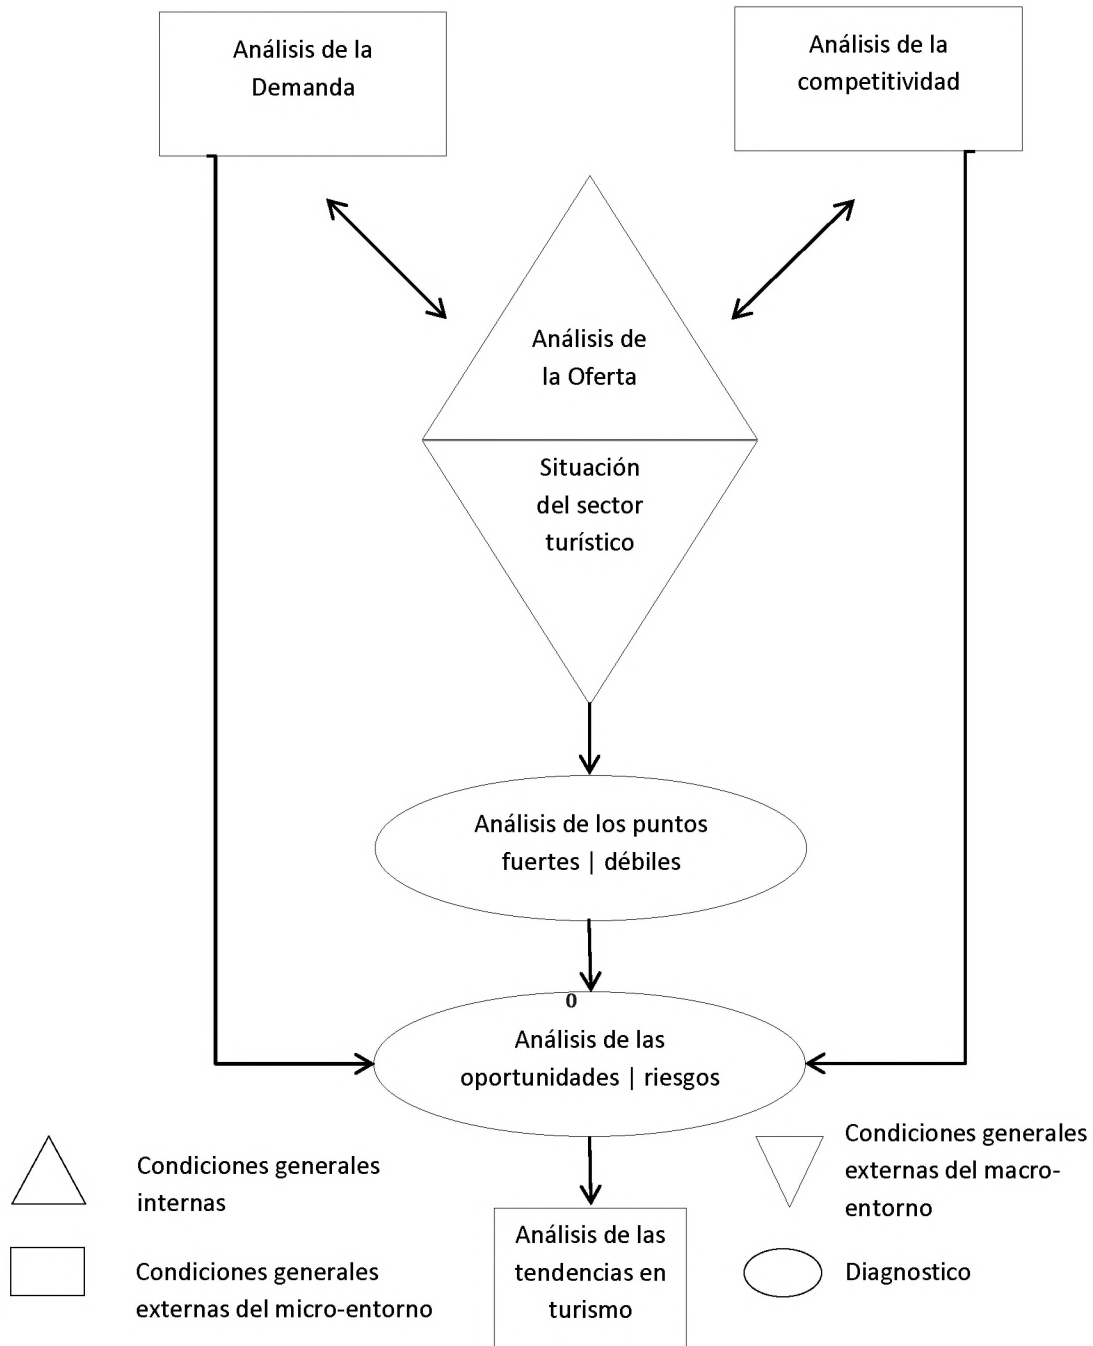 Análisis de la
Demanda
Análisis de la
competitividad
Análisis de
la Oferta
Situación
del sector
turístico
Análisis de los puntos
fuertes | débiles
0
Análisis de las
oportunidades | riesgos
Condiciones generales
internas
Condiciones generales
externas del macro-
entorno
Condiciones generales
externas del micro-entorno
Análisis de las
tendencias en
turismo
Diagnostico